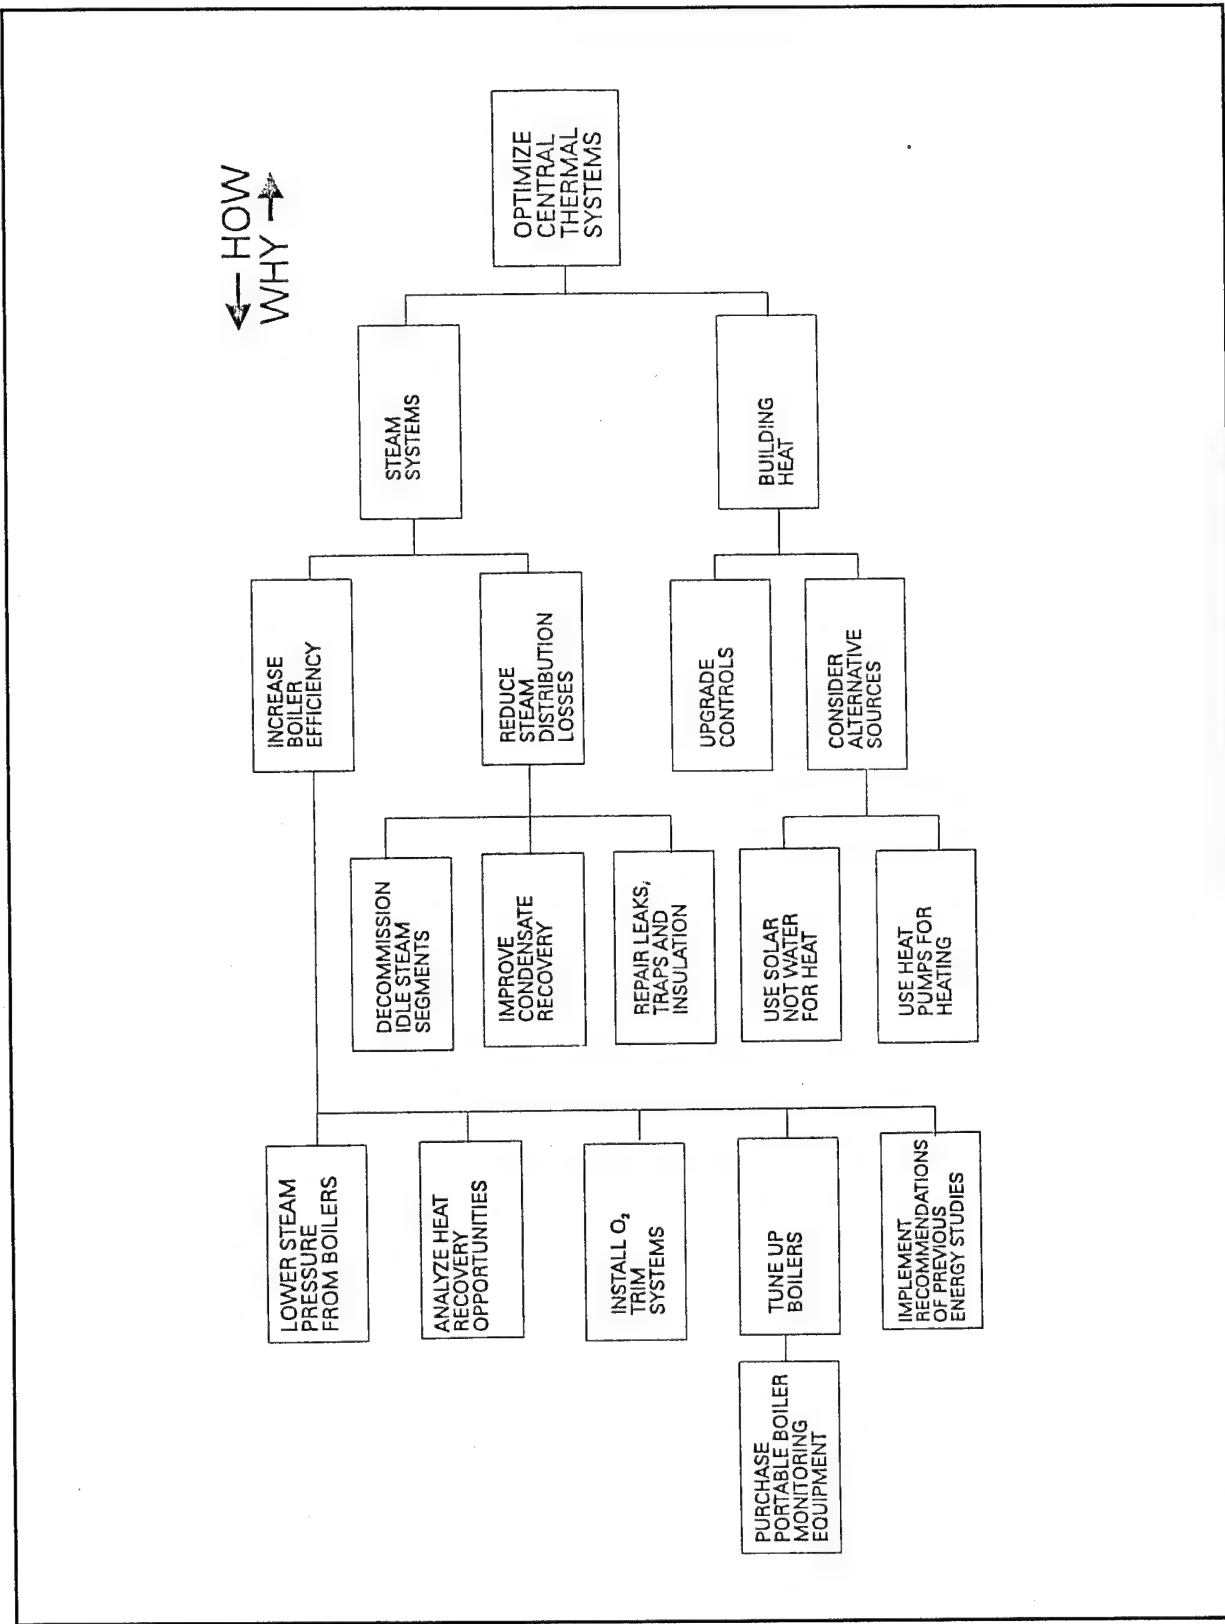 ← HOW
WHY →
LOWER STEAM
PRESSURE
FROM BOILERS
INCREASE
BOILER
EFFICIENCY
DECOMMISSION
IDLE STEAM
SEGMENTS
STEAM
SYSTEMS
ANALYZE HEAT
RECOVERY
OPPORTUNITIES
IMPROVE
CONDENSATE
RECOVERY
REDUCE
STEAM
DISTRIBUTION
LOSSES
OPTIMIZE
CENTRAL
THERMAL
SYSTEMS
INSTALL O₂
TRIM
SYSTEMS
REPAIR LEAKS,
TRAPS AND
INSULATION
UPGRADE
CONTROLS
BUILDING
HEAT
PURCHASE
PORTABLE BOILER
MONITORING
EQUIPMENT
TUNE UP
BOILERS
USE SOLAR
NOT WATER
FOR HEAT
CONSIDER
ALTERNATIVE
SOURCES
IMPLEMENT
RECOMMENDATIONS
OF PREVIOUS
ENERGY STUDIES
USE HEAT
PUMPS FOR
HEATING